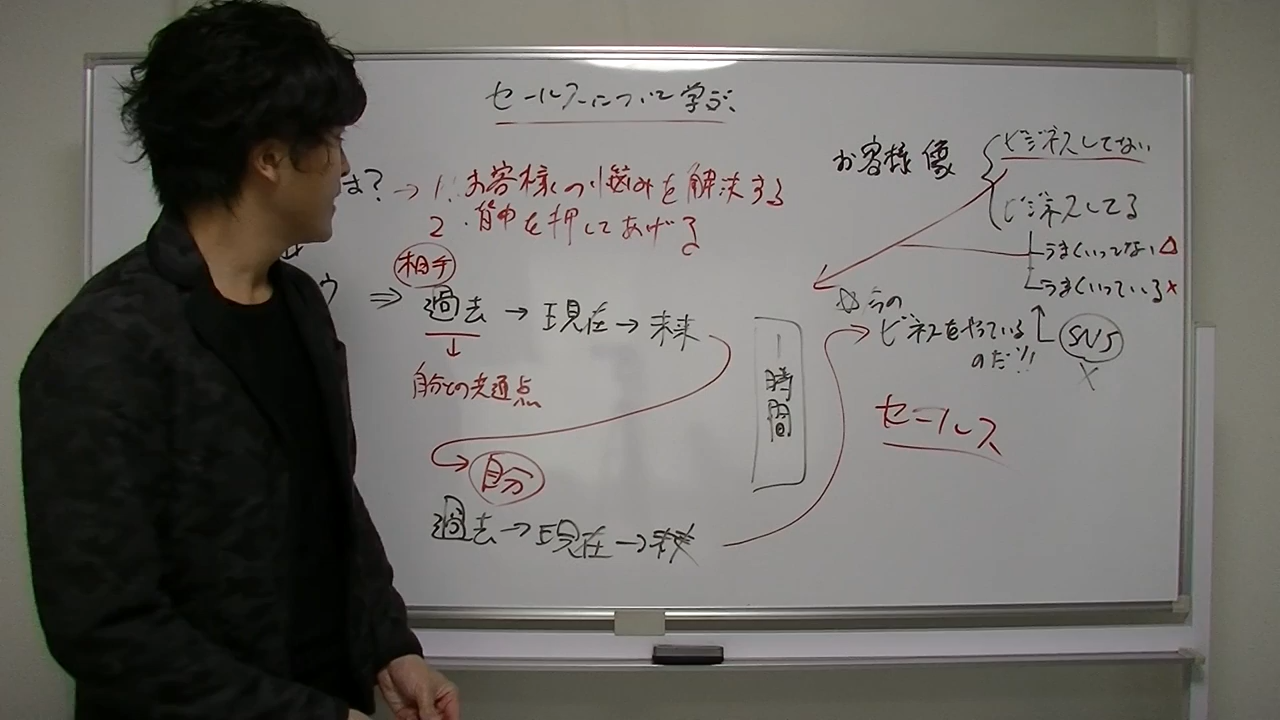 セールスについて学ぶ
は？→ 1.お客様の悩みを解決する
2.背中を押してあげる
相手
ウ ⇒ 過去→現在→未来
↓
自分との共通点
自分
過去→現在→未来
一時間
お客様像
ビジネスしてない
ビジネスしてる
うまくいってない△
うまくいっている×
☆今の
ビネスをやっている
のだ!!
SNS
×
セールス